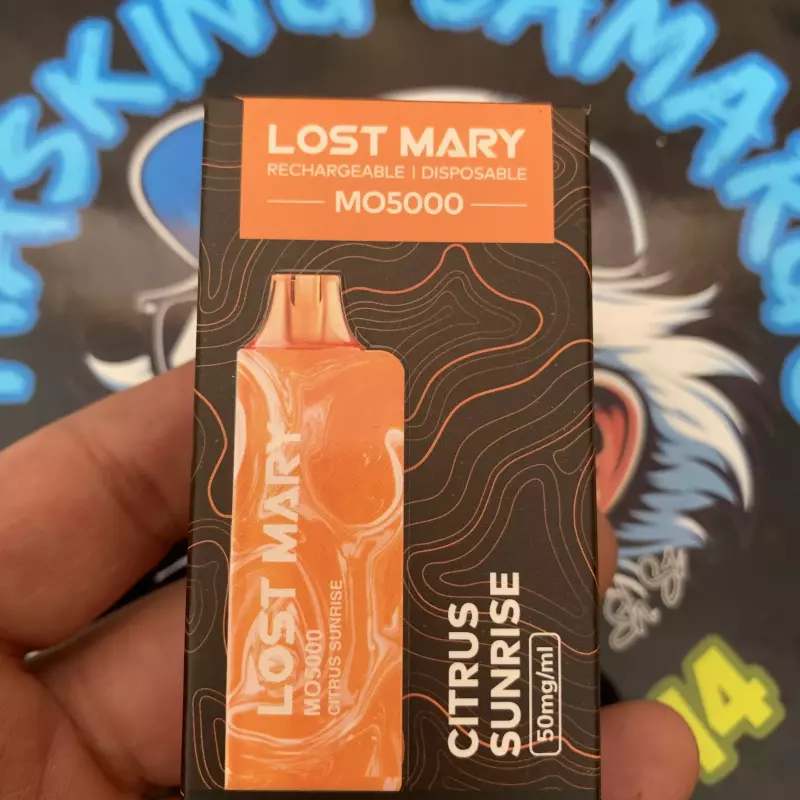 LOST MARY
RECHARGEABLE | DISPOSABLE
MO5000
LOST MARY
MO5000
CITRUS SUNRISE
CITRUS
SUNRISE
50mg/ml